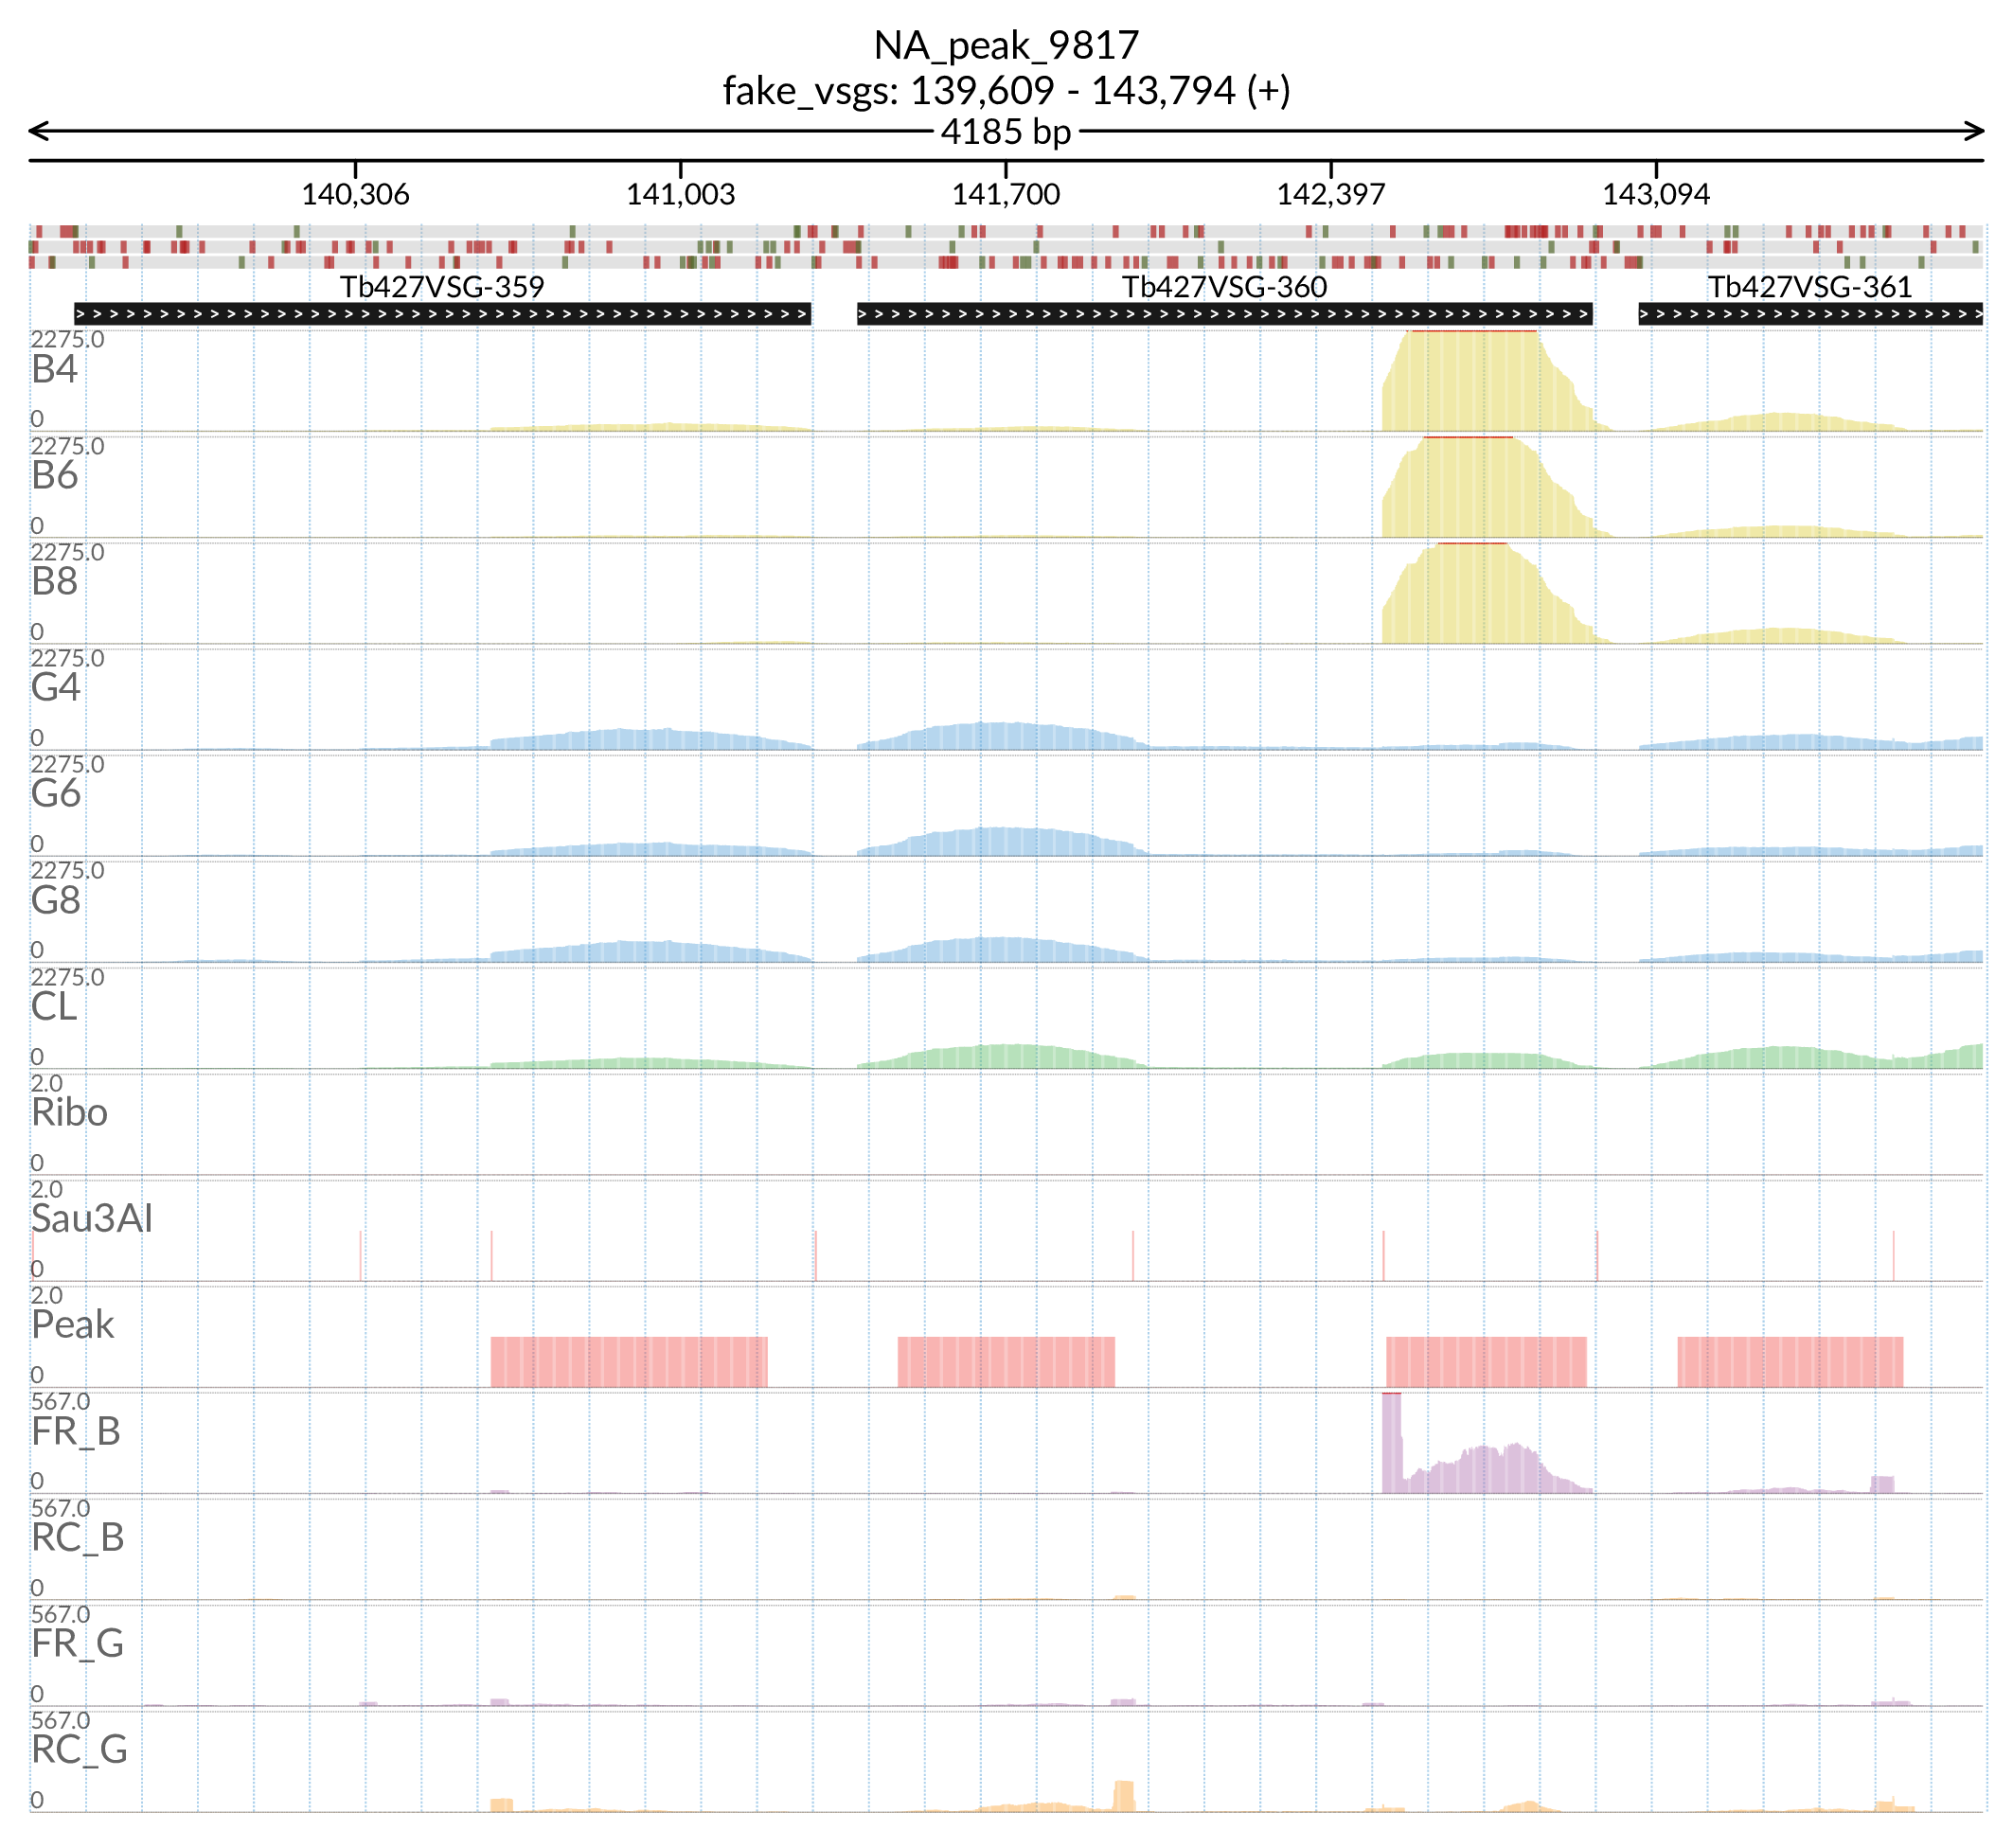 NA_peak_9817
fake_vsgs: 139,609 - 143,794 (+)
4185 bp
140,306 141,003 141,700 142,397 143,094
Tb427VSG-359 Tb427VSG-360 Tb427VSG-361
2275.0
B4
0
2275.0
B6
0
2275.0
B8
0
2275.0
G4
0
2275.0
G6
0
2275.0
G8
0
2275.0
CL
0
2.0
Ribo
0
2.0
Sau3AI
0
2.0
Peak
0
567.0
FR_B
0
567.0
RC_B
0
567.0
FR_G
0
567.0
RC_G
0